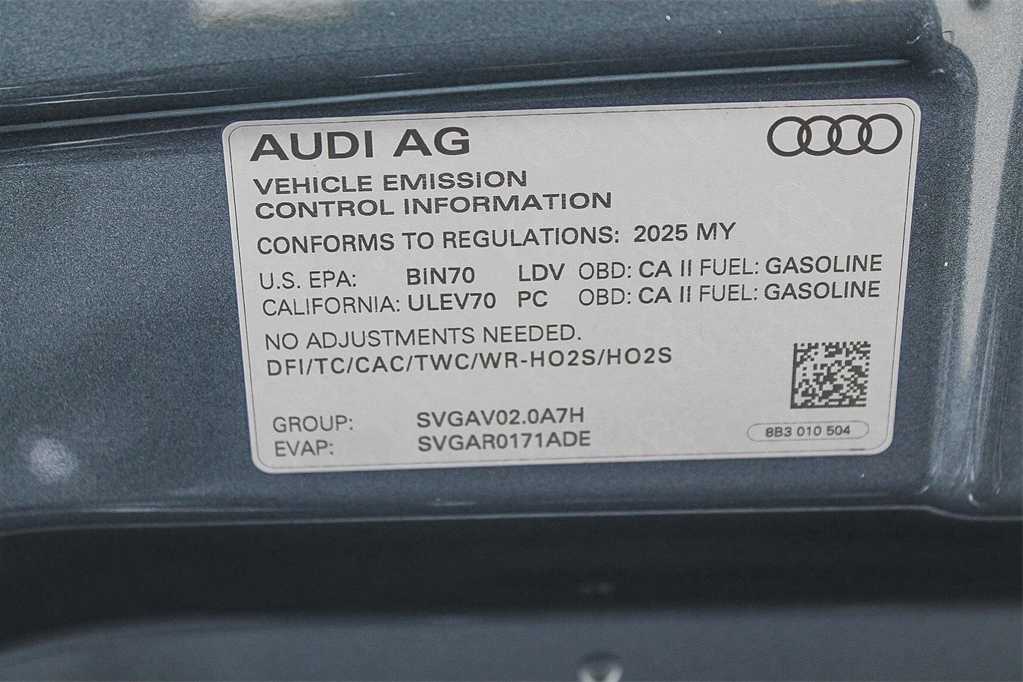 AUDI AG
VEHICLE EMISSION
CONTROL INFORMATION
CONFORMS TO REGULATIONS: 2025 MY
U.S. EPA: BIN70 LDV OBD: CA II FUEL: GASOLINE
CALIFORNIA: ULEV70 PC OBD: CA II FUEL: GASOLINE
NO ADJUSTMENTS NEEDED.
DFI/TC/CAC/TWC/WR-HO2S/HO2S
GROUP: SVGAV02.0A7H
EVAP: SVGAR0171ADE
8B3 010 504